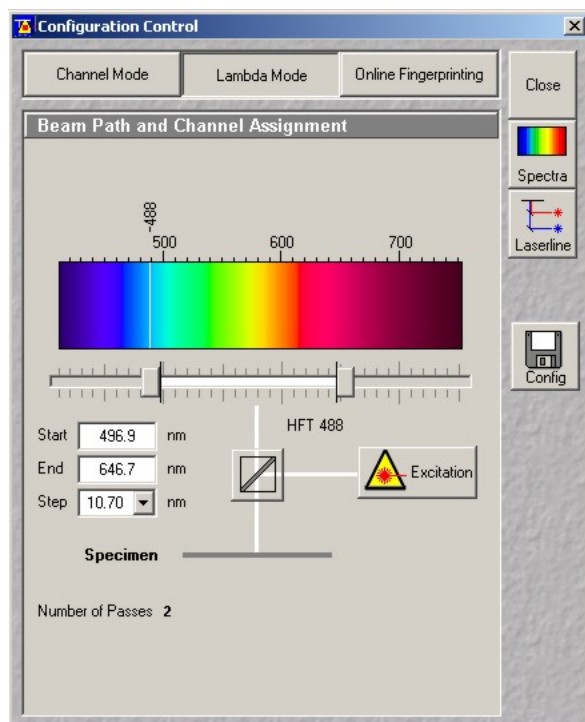 Configuration Control
Channel Mode
Lambda Mode
Online Fingerprinting
Close
Beam Path and Channel Assignment
Spectra
Laserline
Config
-488
500 600 700
HFT 488
Start 496.9 nm
End 646.7 nm
Step 10.70 nm
Excitation
Specimen
Number of Passes 2